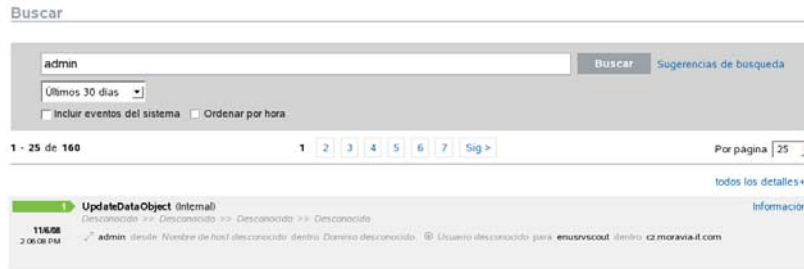 Buscar
admin
Buscar Sugerencias de busqueda
Últimos 30 días
Incluir eventos del sistema Ordenar por hora
1 - 25 de 160 1 2 3 4 5 6 7 Sig > Por página 25
todos los detalles+
1 UpdateDataObject (Internal) Información
Desconocido >> Desconocido >> Desconocido >> Desconocido
11/6/08
2:06:08 PM admin desde Nombre de host desconocido dentro Dominio desconocido. Usuario desconocido para enusrvscout dentro cz.moravia-it.com